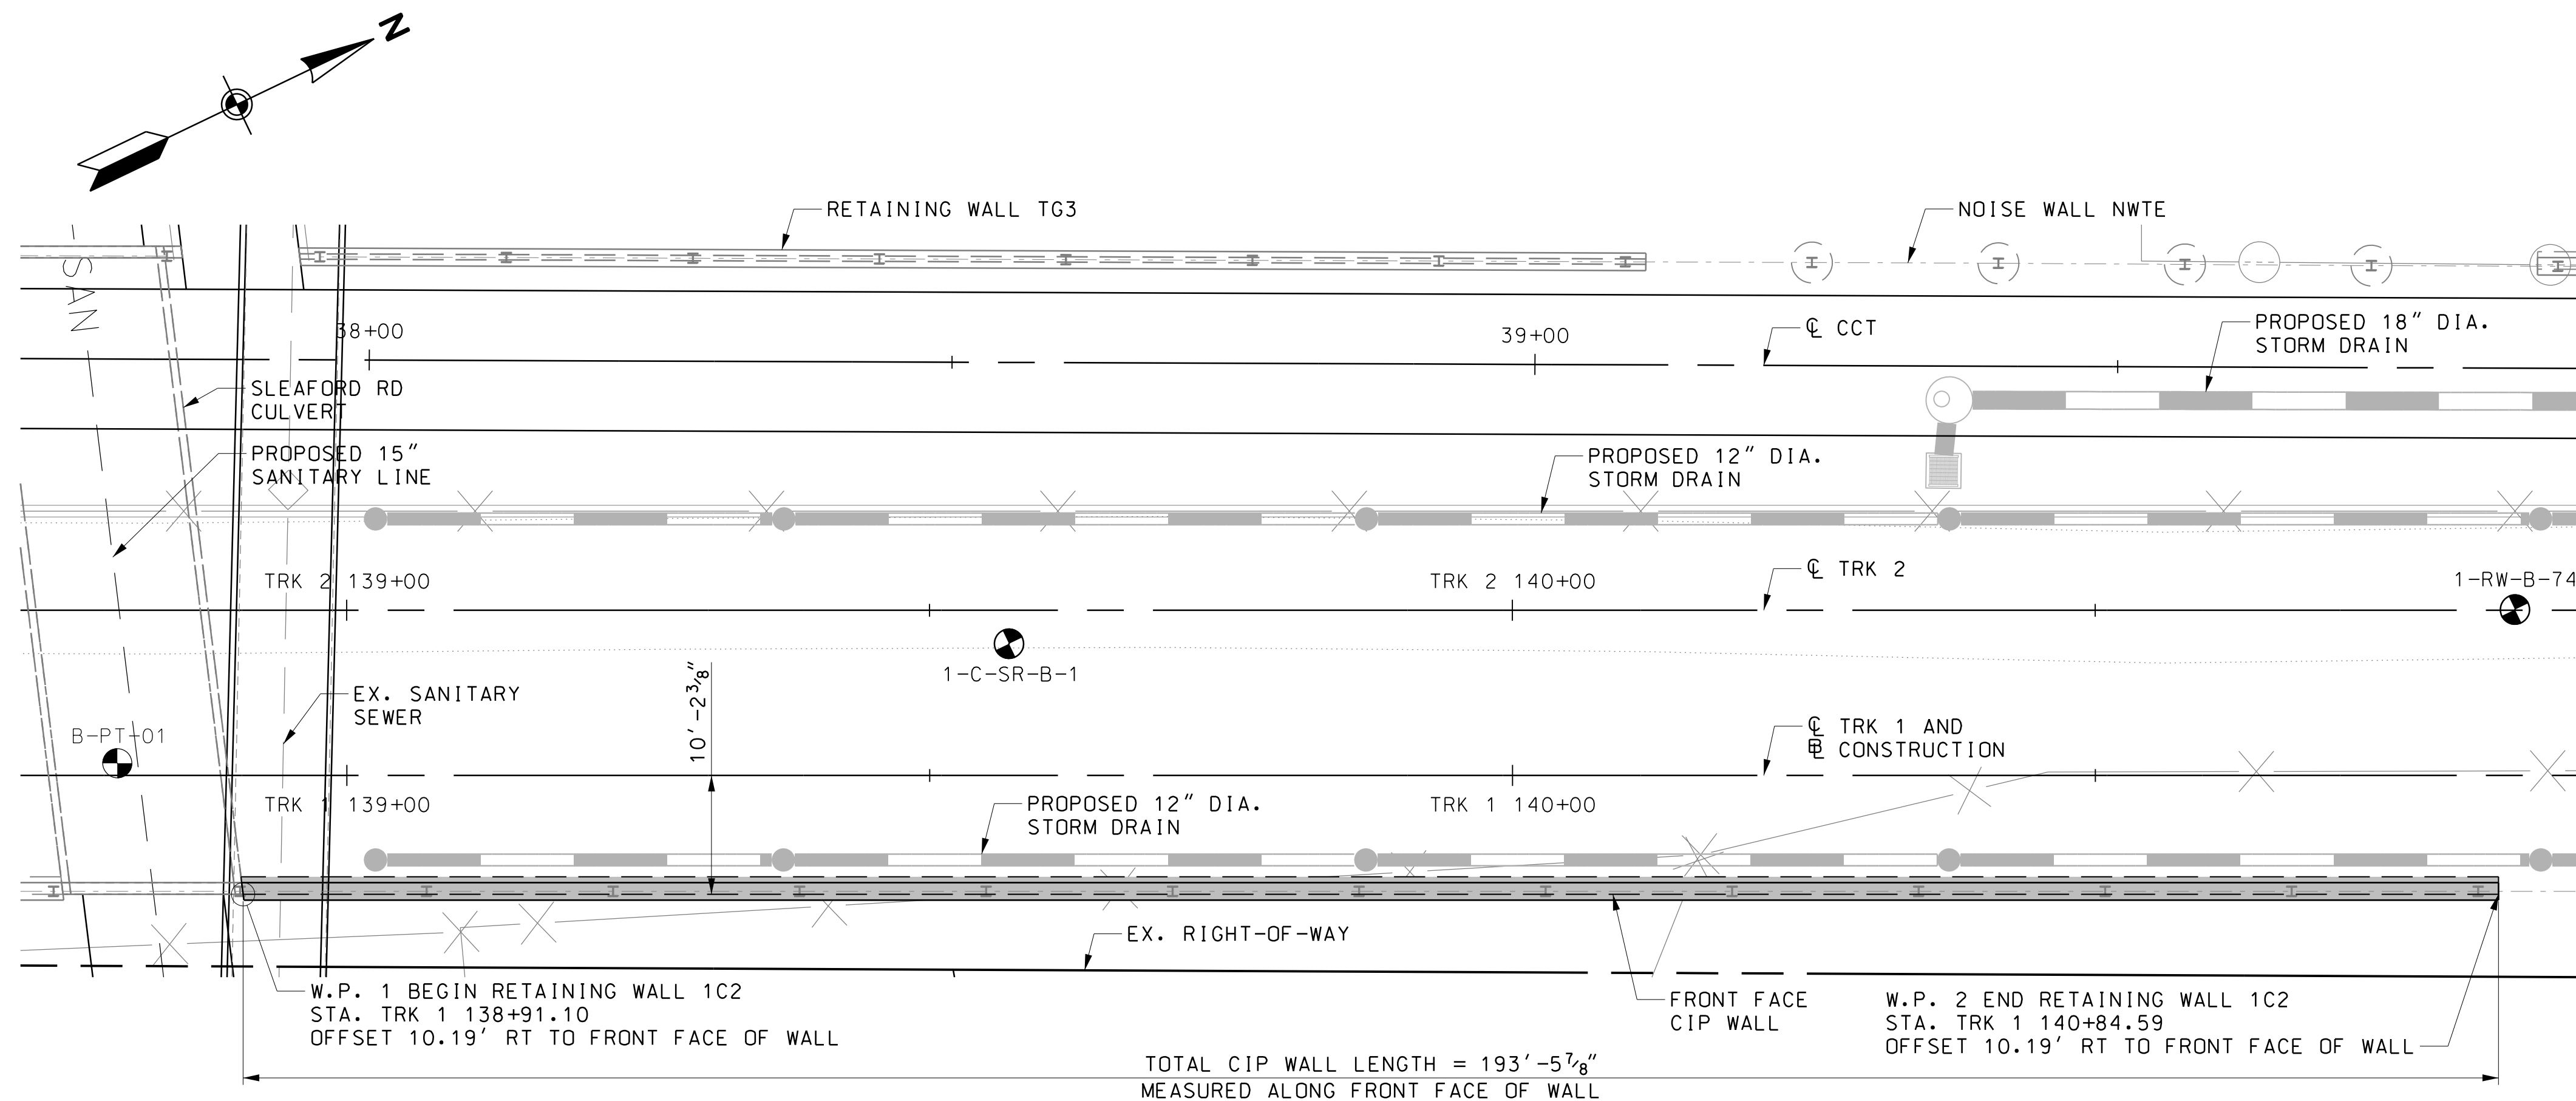 N
RETAINING WALL TG3
NOISE WALL NWTE
SAN
38+00
39+00
℄ CCT
PROPOSED 18" DIA.
STORM DRAIN
SLEAFORD RD
CULVERT
PROPOSED 15"
SANITARY LINE
PROPOSED 12" DIA.
STORM DRAIN
TRK 2 139+00
TRK 2 140+00
℄ TRK 2
1-RW-B-74
1-C-SR-B-1
10'-2 3/8"
EX. SANITARY
SEWER
B-PT-01
℄ TRK 1 AND
BL CONSTRUCTION
TRK 1 139+00
PROPOSED 12" DIA.
STORM DRAIN
TRK 1 140+00
EX. RIGHT-OF-WAY
W.P. 1 BEGIN RETAINING WALL 1C2
STA. TRK 1 138+91.10
OFFSET 10.19' RT TO FRONT FACE OF WALL
FRONT FACE
CIP WALL
W.P. 2 END RETAINING WALL 1C2
STA. TRK 1 140+84.59
OFFSET 10.19' RT TO FRONT FACE OF WALL
TOTAL CIP WALL LENGTH = 193'-5 7/8"
MEASURED ALONG FRONT FACE OF WALL